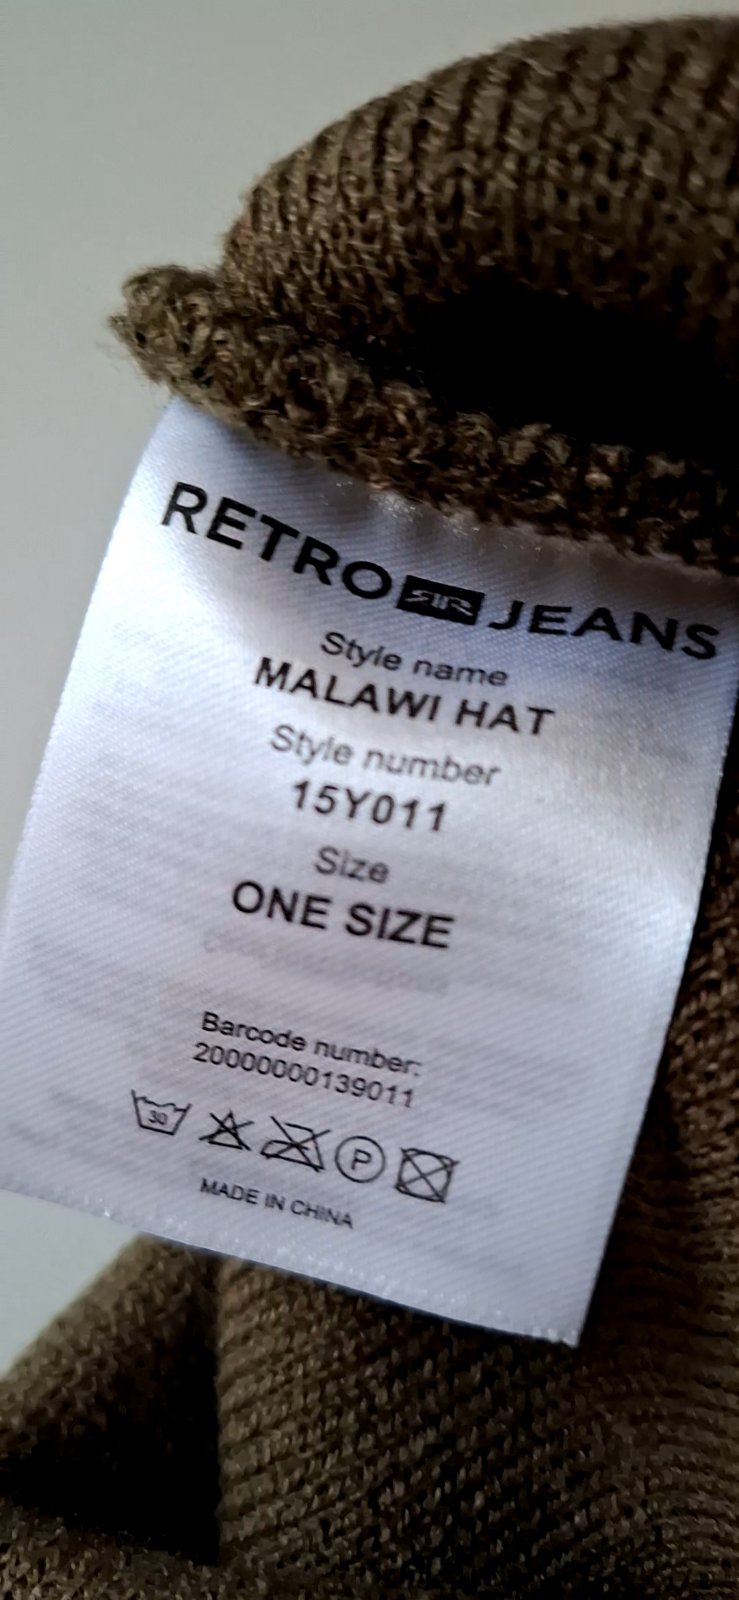 RETRO JEANS
Style name
MALAWI HAT
Style number
15Y011
Size
ONE SIZE
Barcode number:
20000000139011
30 P
MADE IN CHINA